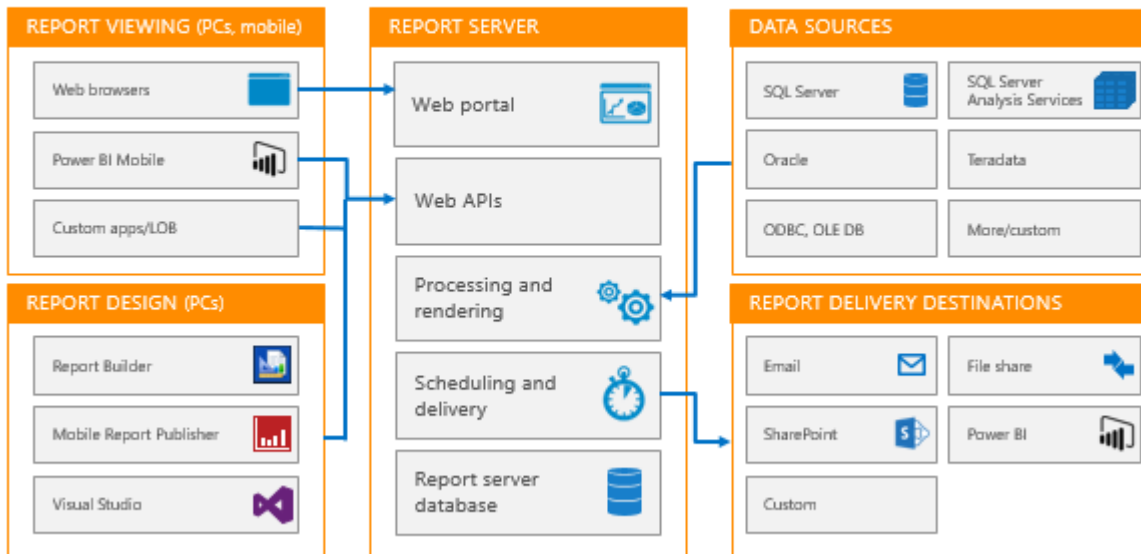 REPORT VIEWING (PCs, mobile)
Web browsers
Power BI Mobile
Custom apps/LOB
REPORT DESIGN (PCs)
Report Builder
Mobile Report Publisher
Visual Studio
REPORT SERVER
Web portal
Web APIs
Processing and
rendering
Scheduling and
delivery
Report server
database
DATA SOURCES
SQL Server
SQL Server
Analysis Services
Oracle
Teradata
ODBC, OLE DB
More/custom
REPORT DELIVERY DESTINATIONS
Email
File share
SharePoint
S
Power BI
Custom